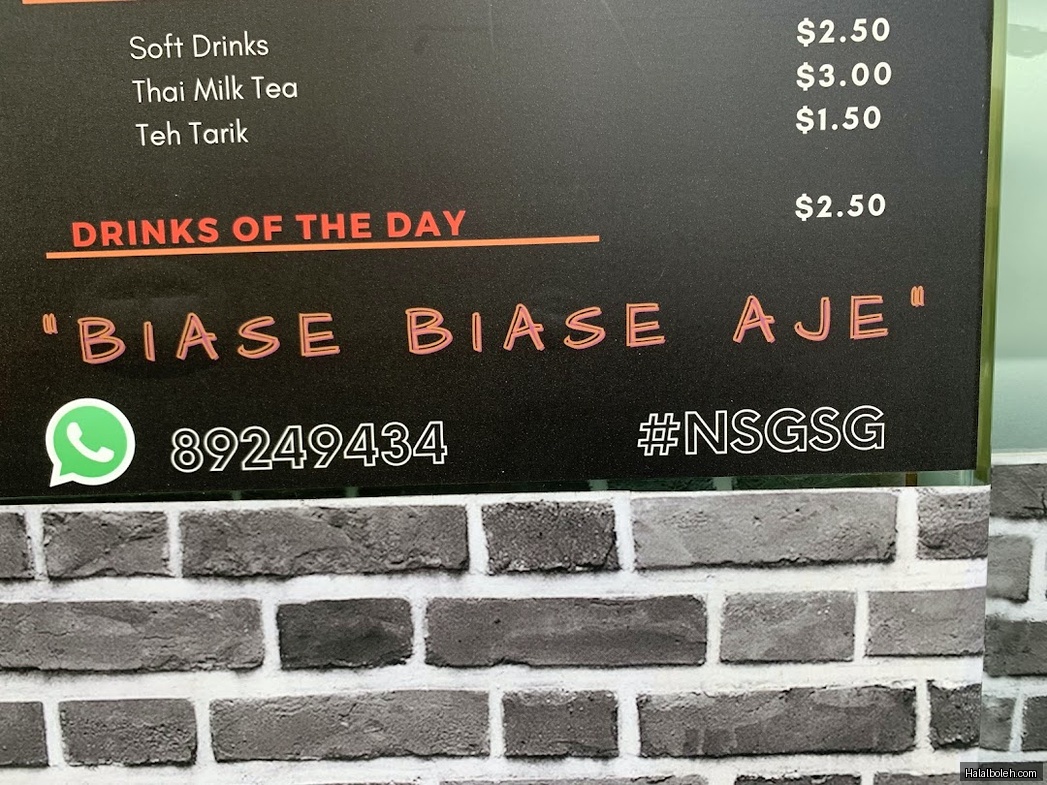 Soft Drinks $2.50
Thai Milk Tea $3.00
Teh Tarik $1.50
DRINKS OF THE DAY $2.50
"BIASE BIASE AJE"
89249434 #NSGSG
Halalboleh.com